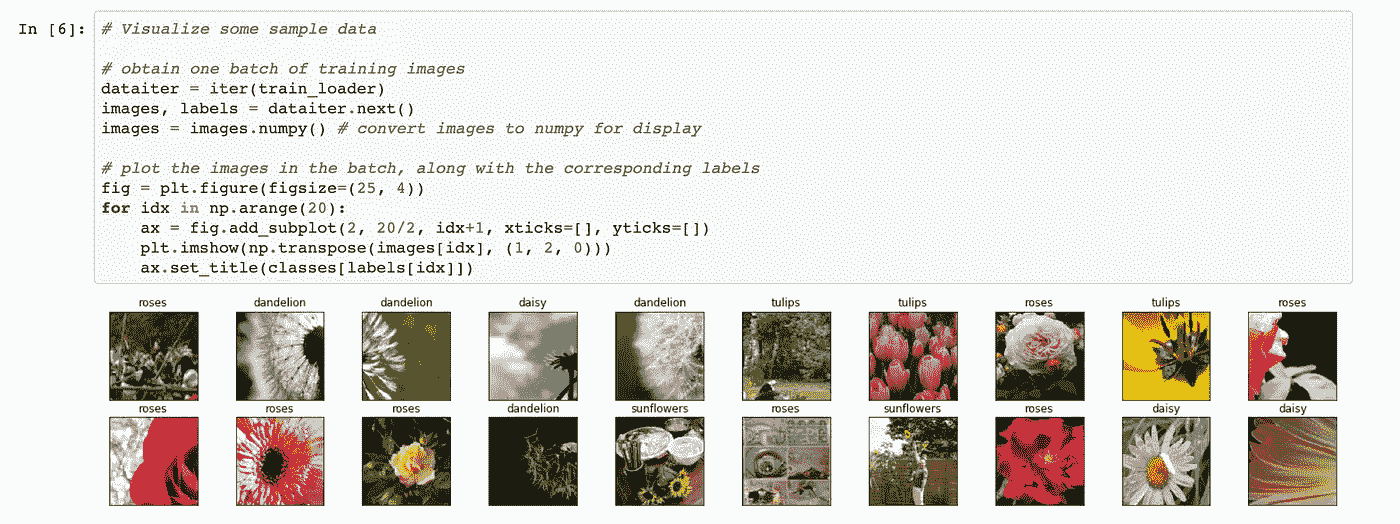 In [6]: # Visualize some sample data
# obtain one batch of training images
dataiter = iter(train_loader)
images, labels = dataiter.next()
images = images.numpy() # convert images to numpy for display
# plot the images in the batch, along with the corresponding labels
fig = plt.figure(figsize=(25, 4))
for idx in np.arange(20):
    ax = fig.add_subplot(2, 20/2, idx+1, xticks=[], yticks=[])
    plt.imshow(np.transpose(images[idx], (1, 2, 0)))
    ax.set_title(classes[labels[idx]])
roses dandelion dandelion daisy dandelion tulips tulips roses tulips roses
roses roses roses dandelion sunflowers roses sunflowers roses daisy daisy